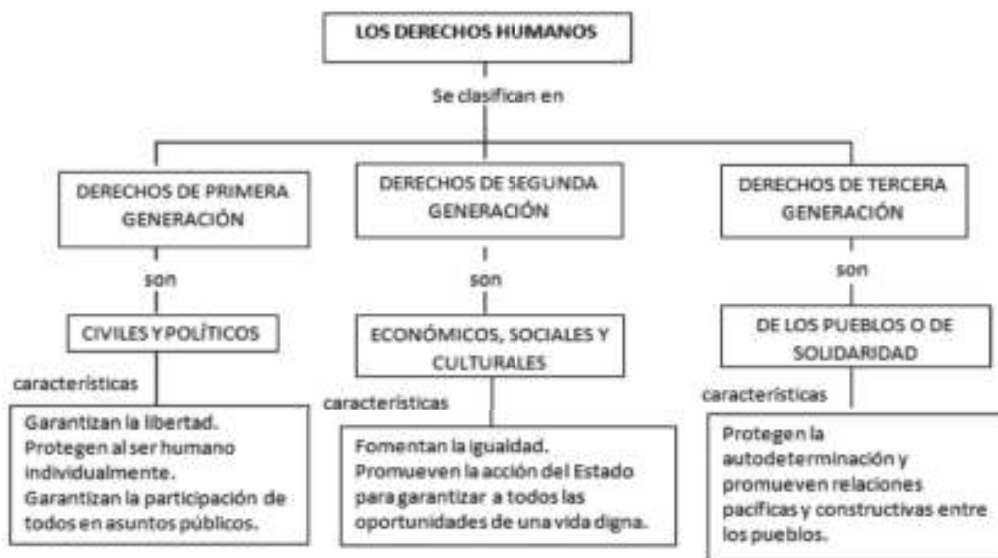 LOS DERECHOS HUMANOS
Se clasifican en
DERECHOS DE PRIMERA
GENERACIÓN
son
CIVILES Y POLÍTICOS
características
Garantizan la libertad.
Protegen al ser humano
individualmente.
Garantizan la participación de
todos en asuntos públicos.
DERECHOS DE SEGUNDA
GENERACIÓN
son
ECONÓMICOS, SOCIALES Y
CULTURALES
características
Fomentan la igualdad.
Promueven la acción del Estado
para garantizar a todos las
oportunidades de una vida digna.
DERECHOS DE TERCERA
GENERACIÓN
son
DE LOS PUEBLOS O DE
SOLIDARIDAD
características
Protegen la
autodeterminación y
promueven relaciones
pacíficas y constructivas entre
los pueblos.